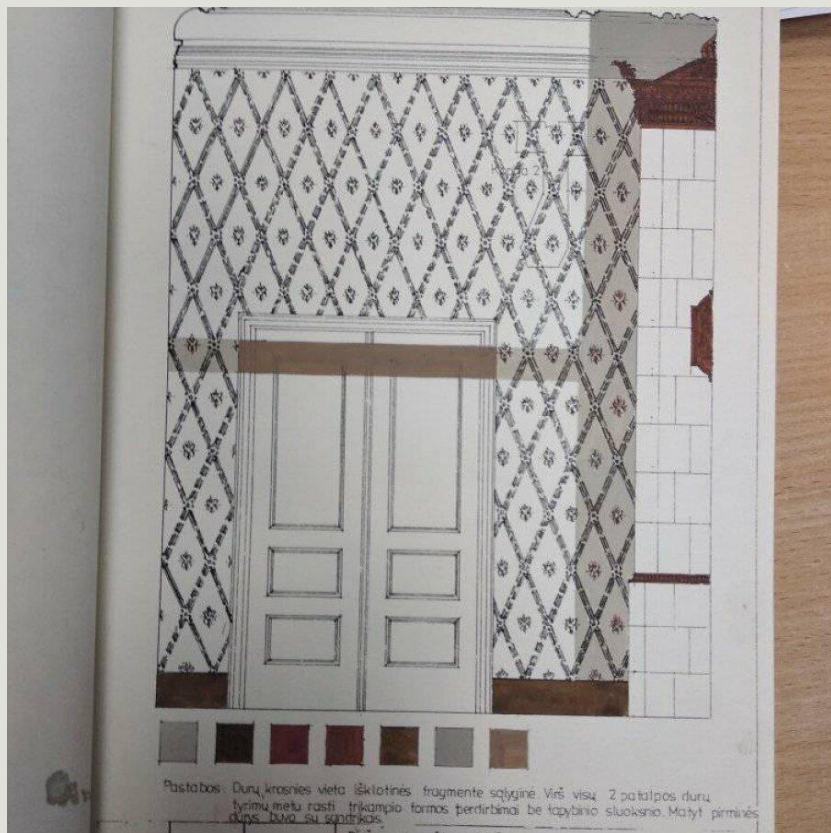 Pastabos: Durų, krosnies vieta išklotinės fragmente sąlyginė. Virš visų 2 patalpos durų
tyrimų metu rasti trikampio formos perdirbimai be tapybinio sluoksnio. Matyt pirminės
durys buvo su sandrikais.